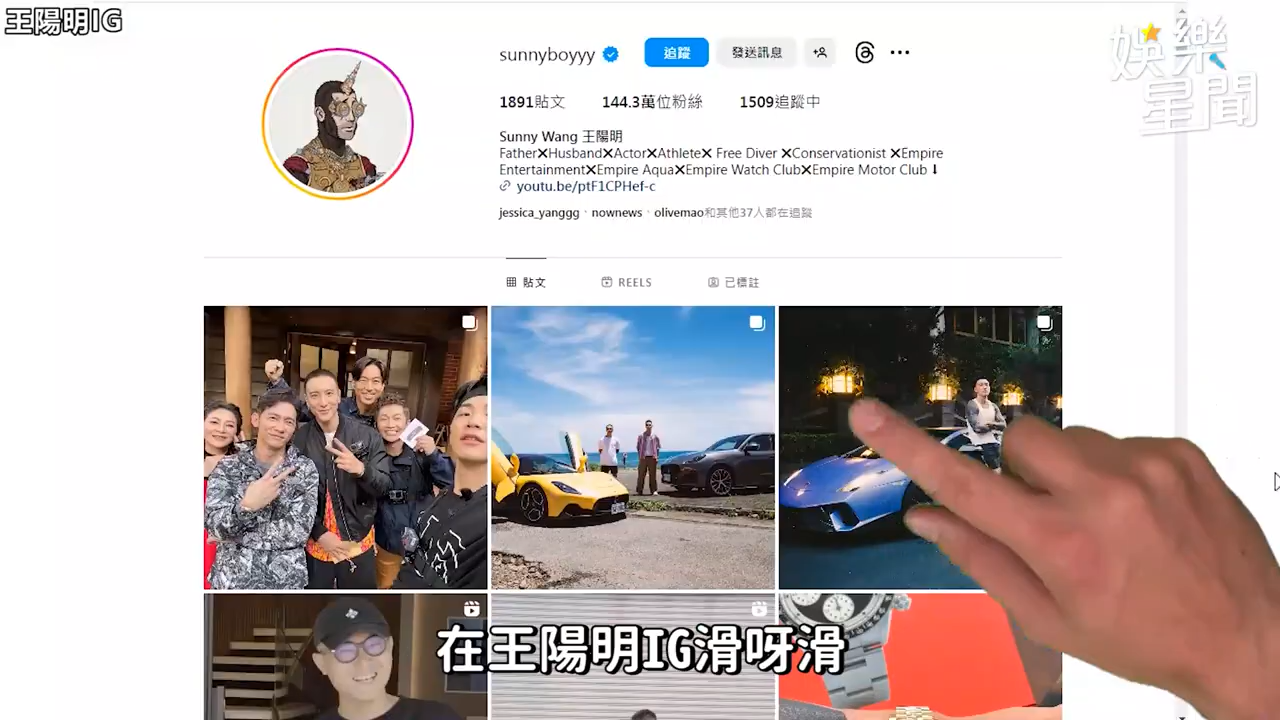 王陽明IG
娛樂
星聞
sunnyboyyy
追蹤
發送訊息
1891貼文
144.3萬位粉絲
1509追蹤中
Sunny Wang 王陽明
Father❌Husband❌Actor❌Athlete❌ Free Diver ❌Conservationist ❌Empire
Entertainment❌Empire Aqua❌Empire Watch Club❌Empire Motor Club ⬇
youtu.be/ptF1CPHef-c
jessica_yanggg、nownews、olivemao和其他37人都在追蹤
貼文
REELS
已標註
在王陽明IG滑呀滑